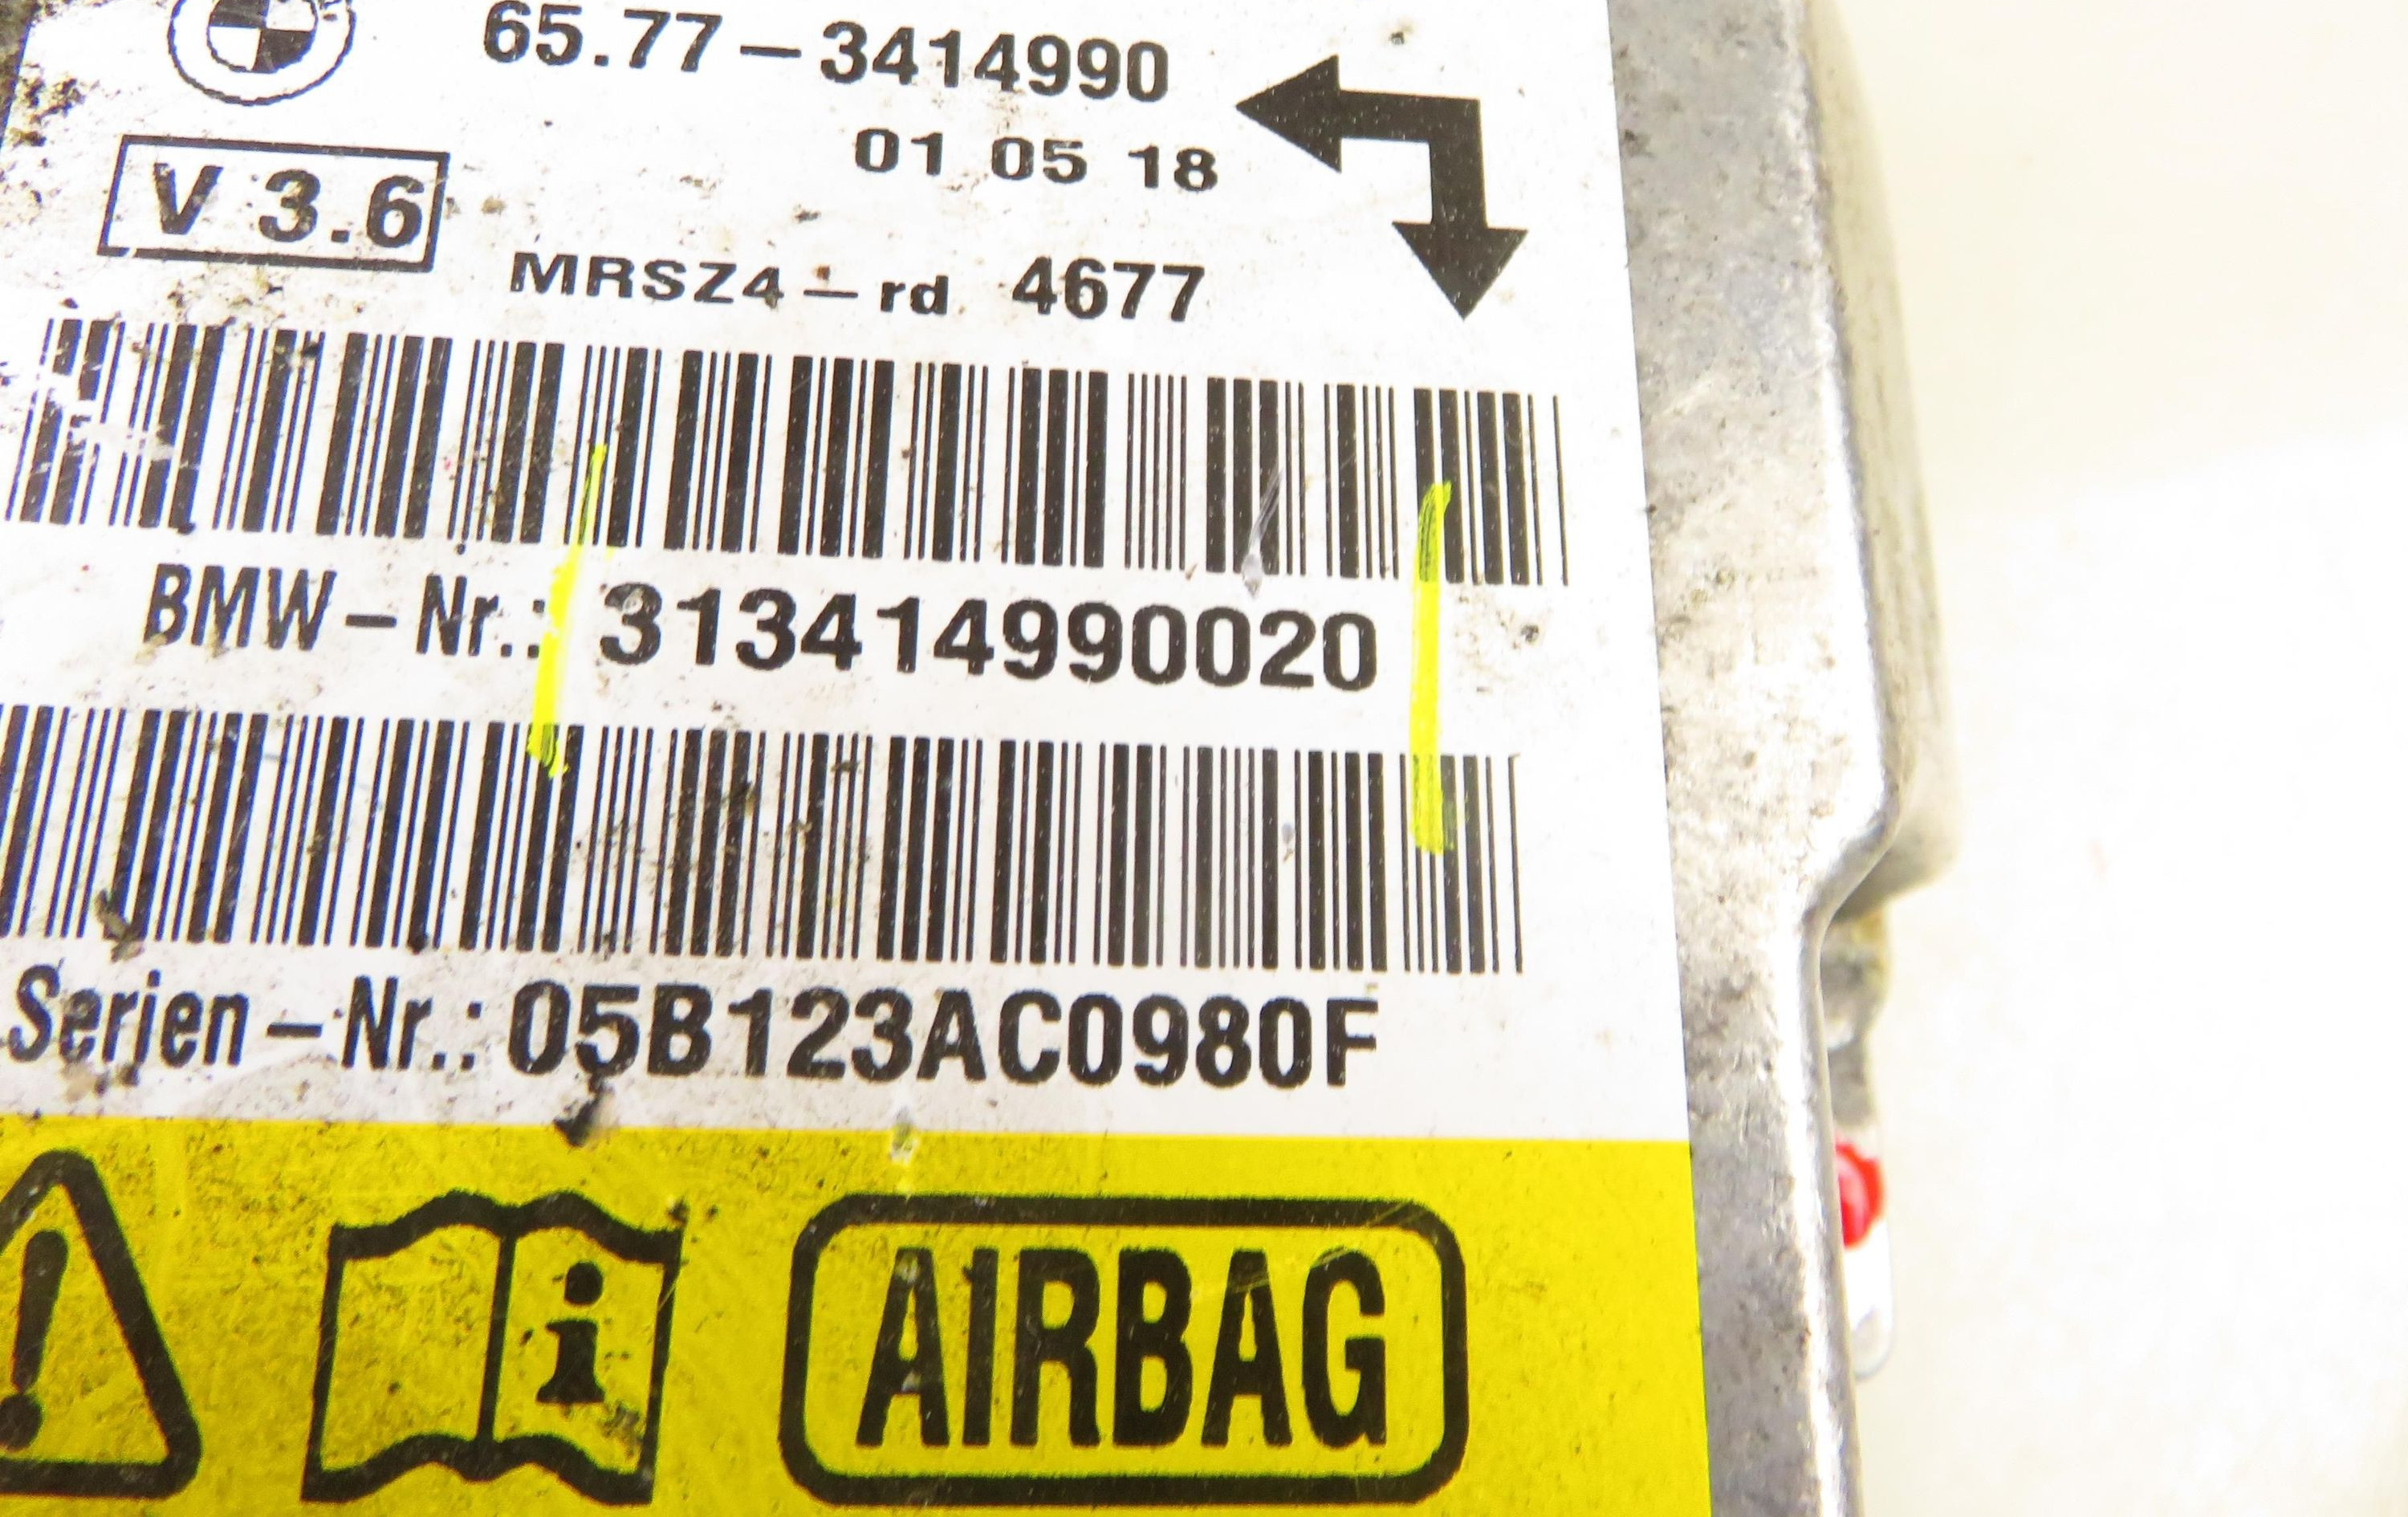 65.77-3414990
01 05 18
V 3.6
MRSZ4-rd 4677
BMW-Nr.: 313414990020
Serien-Nr.: 05B123AC0980F
AIRBAG